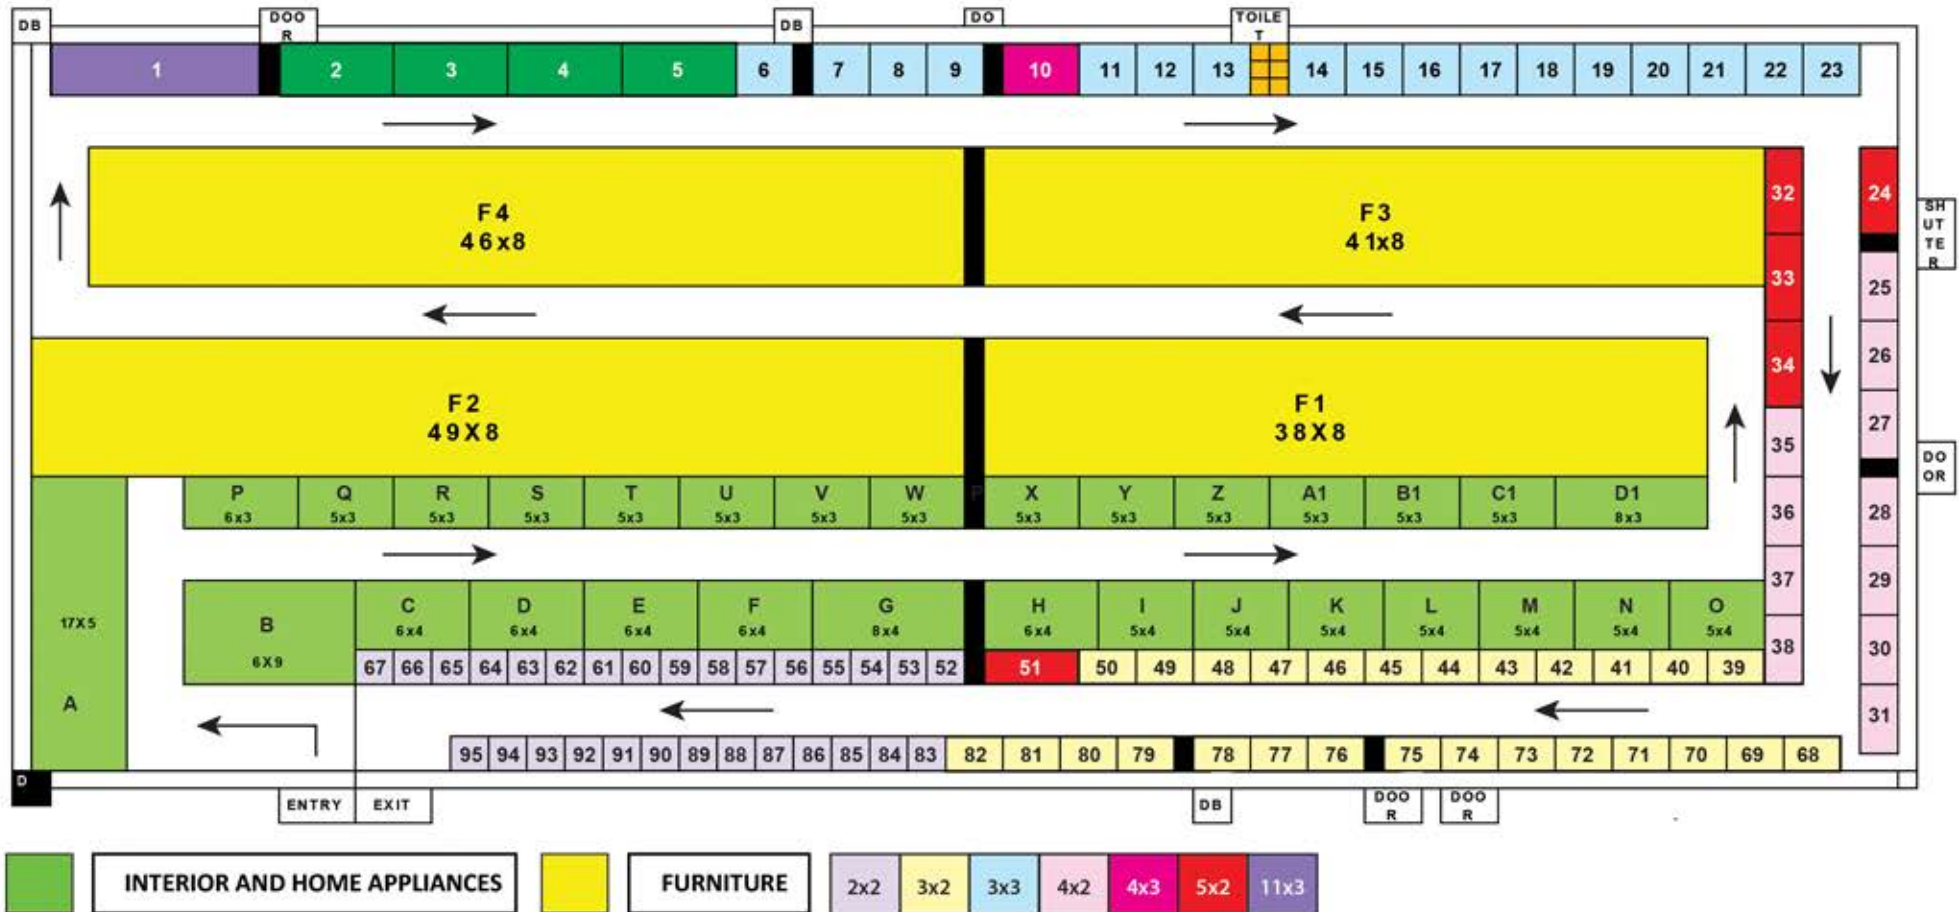 DB
DOO
R
DB
DO
TOILE
T
1 2 3 4 5 6 7 8 9 10 11 12 13 14 15 16 17 18 19 20 21 22 23
F4
46x8
F3
41x8
32
33
34
35
36
37
38
24
25
26
27
28
29
30
31
SH
UT
TE
R
DO
OR
F2
49X8
F1
38X8
P Q R S T U V W P X Y Z A1 B1 C1 D1
6x3 5x3 5x3 5x3 5x3 5x3 5x3 5x3 5x3 5x3 5x3 5x3 5x3 5x3 8x3
17X5
A
B
6X9
C D E F G H I J K L M N O
6x4 6x4 6x4 6x4 8x4 6x4 5x4 5x4 5x4 5x4 5x4 5x4 5x4
67 66 65 64 63 62 61 60 59 58 57 56 55 54 53 52 51 50 49 48 47 46 45 44 43 42 41 40 39
95 94 93 92 91 90 89 88 87 86 85 84 83 82 81 80 79 78 77 76 75 74 73 72 71 70 69 68
D
ENTRY EXIT
DB
DOO
R
DOO
R
INTERIOR AND HOME APPLIANCES
FURNITURE
2x2 3x2 3x3 4x2 4x3 5x2 11x3